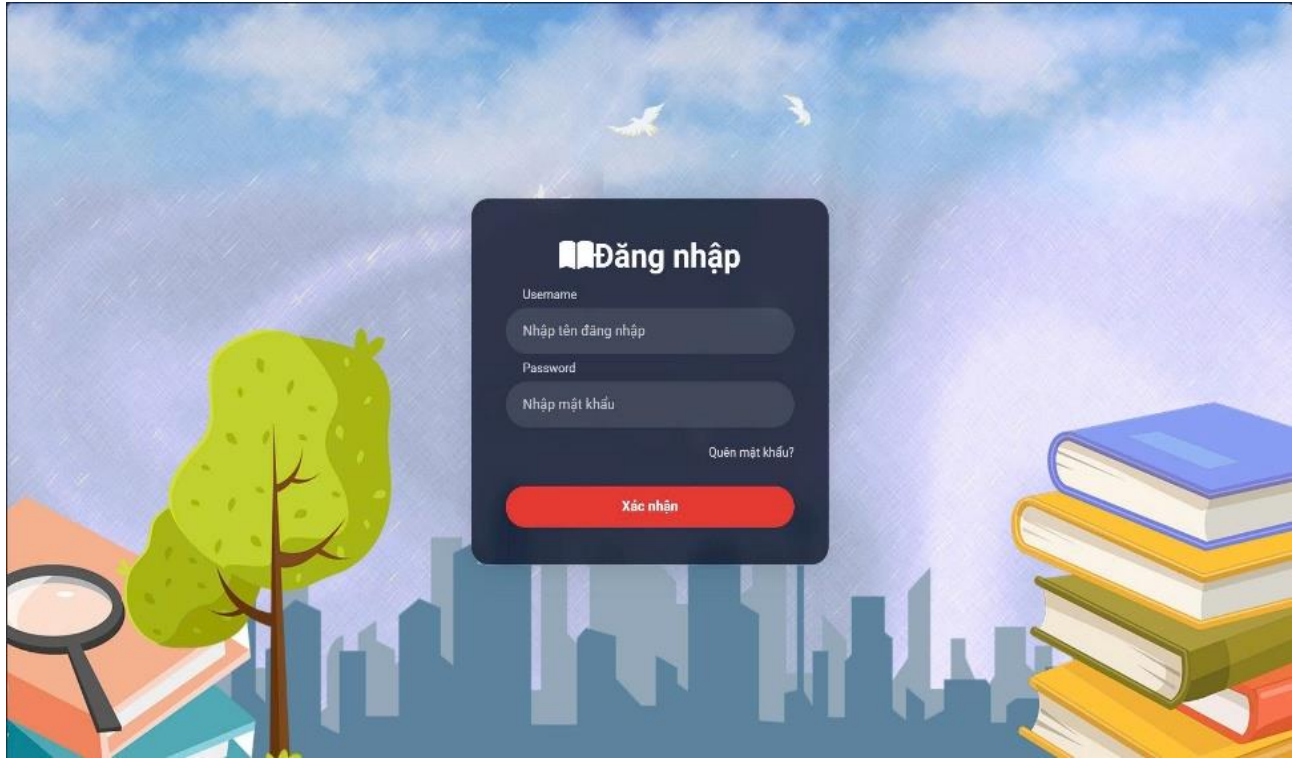 Đăng nhập
Username
Nhập tên đăng nhập
Password
Nhập mật khẩu
Quên mật khẩu?
Xác nhận